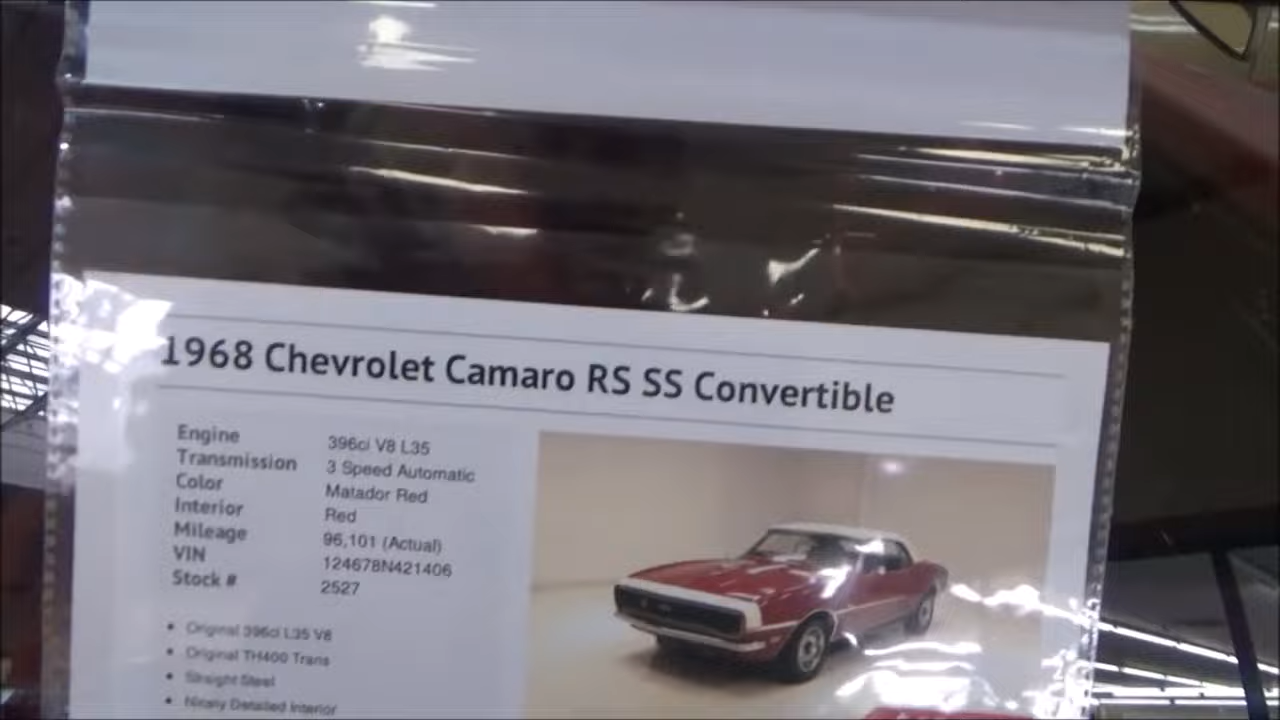 1968 Chevrolet Camaro RS SS Convertible
Engine 396ci V8 L35
Transmission 3 Speed Automatic
Color Matador Red
Interior Red
Mileage 96,101 (Actual)
VIN 124678N421406
Stock # 2527
• Original 396ci L35 V8
• Original TH400 Trans
• Straight Steel
• Nicely Detailed Interior